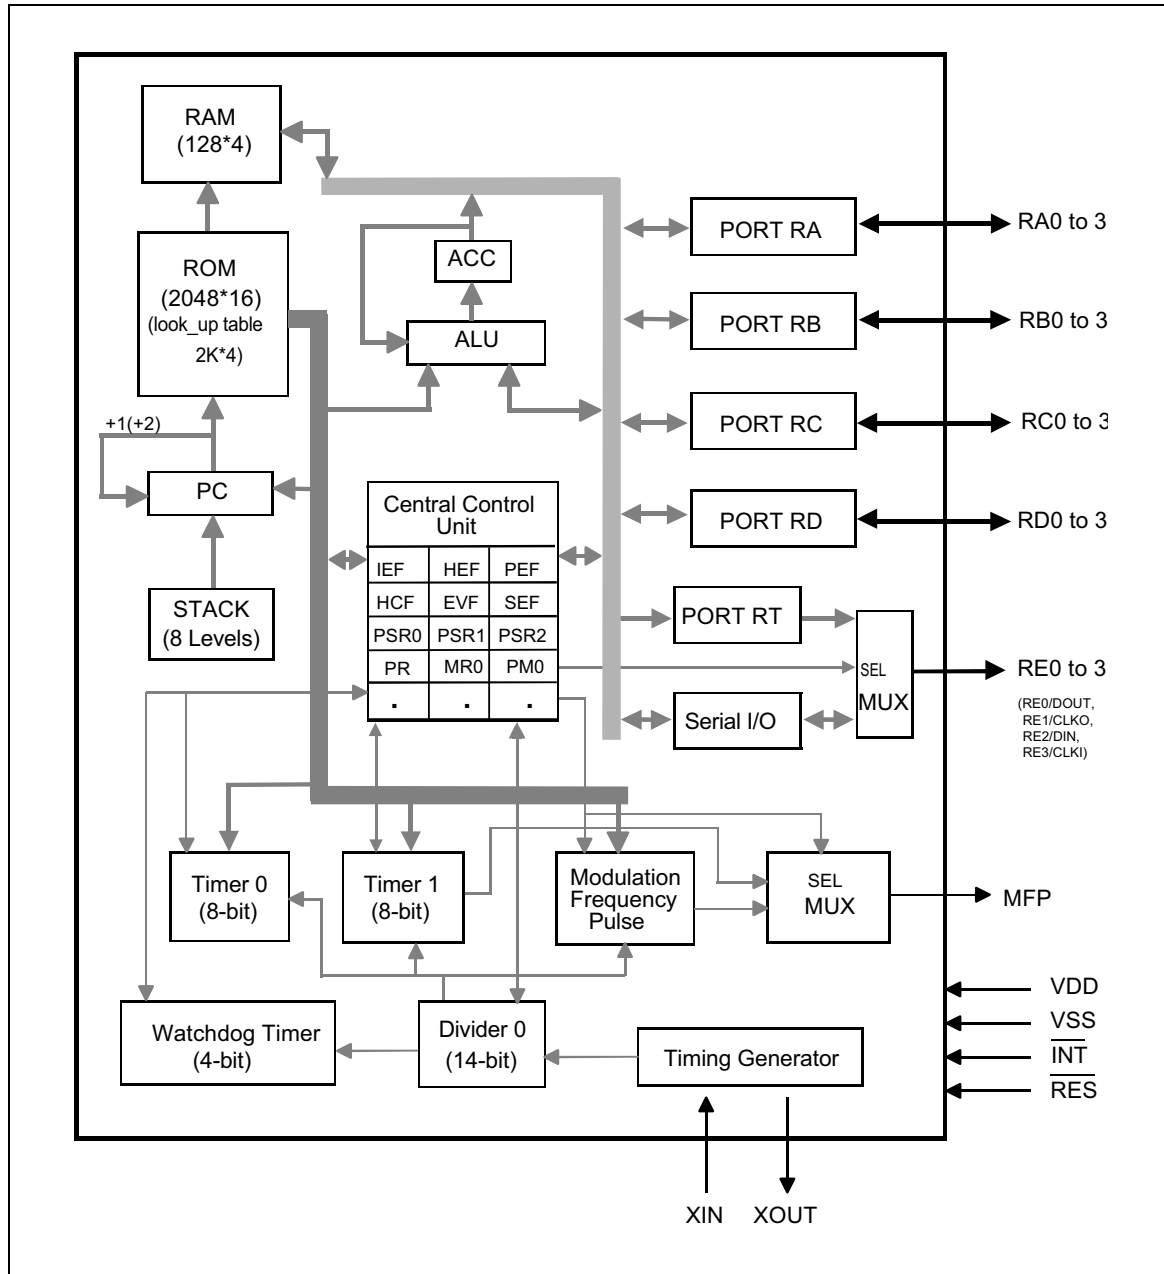 RAM
(128*4)
ROM
(2048*16)
(look_up table
2K*4)
+1(+2)
PC
STACK
(8 Levels)
ACC
ALU
Central Control
Unit
IEF HEF PEF
HCF EVF SEF
PSR0 PSR1 PSR2
PR MR0 PM0
. . .
PORT RA
RA0 to 3
PORT RB
RB0 to 3
PORT RC
RC0 to 3
PORT RD
RD0 to 3
PORT RT
SEL
MUX
Serial I/O
RE0 to 3
(RE0/DOUT,
RE1/CLKO,
RE2/DIN,
RE3/CLKI)
Timer 0
(8-bit)
Timer 1
(8-bit)
Modulation
Frequency
Pulse
SEL
MUX
MFP
Watchdog Timer
(4-bit)
Divider 0
(14-bit)
Timing Generator
VDD
VSS
INT
RES
XIN XOUT